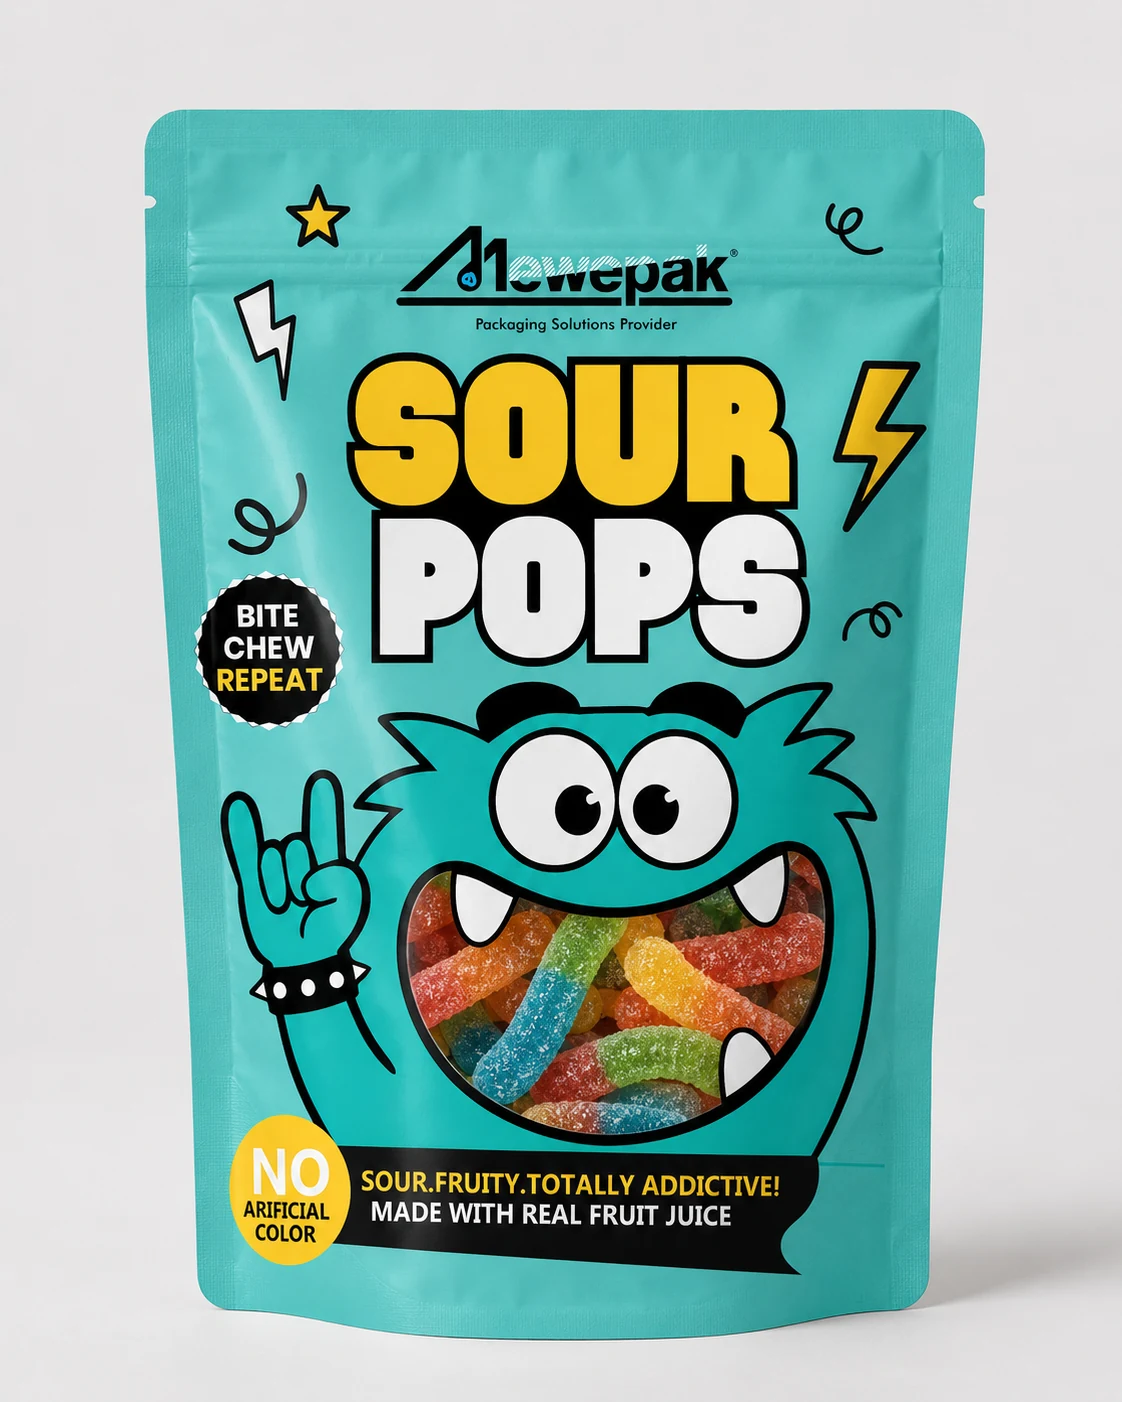 Mewepak®
Packaging Solutions Provider
SOUR
POPS
BITE
CHEW
REPEAT
NO
ARIFICIAL
COLOR
SOUR.FRUITY.TOTALLY ADDICTIVE!
MADE WITH REAL FRUIT JUICE